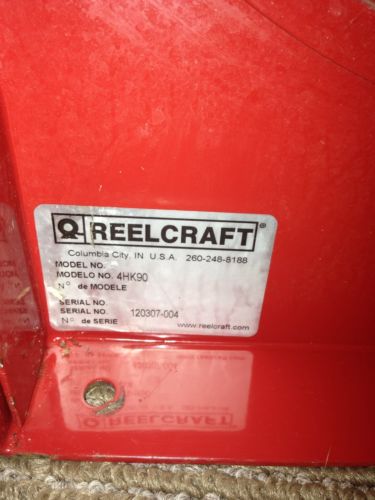 REELCRAFT®
Columbia City, IN U.S.A. 260-248-8188
MODEL NO.
MODELO NO. 4HK90
N° de MODELE
SERIAL NO.
SERIAL NO. 120307-004
N° de SERIE www.reelcraft.com